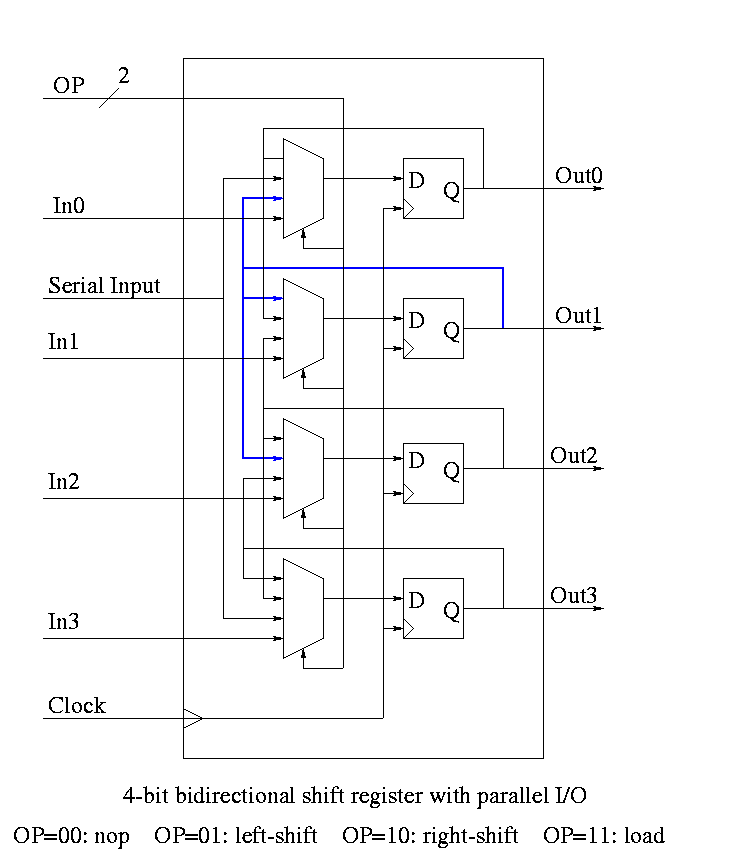 OP 2
In0
Serial Input
In1
In2
In3
Clock
D Q
D Q
D Q
D Q
Out0
Out1
Out2
Out3
4-bit bidirectional shift register with parallel I/O
OP=00: nop OP=01: left-shift OP=10: right-shift OP=11: load